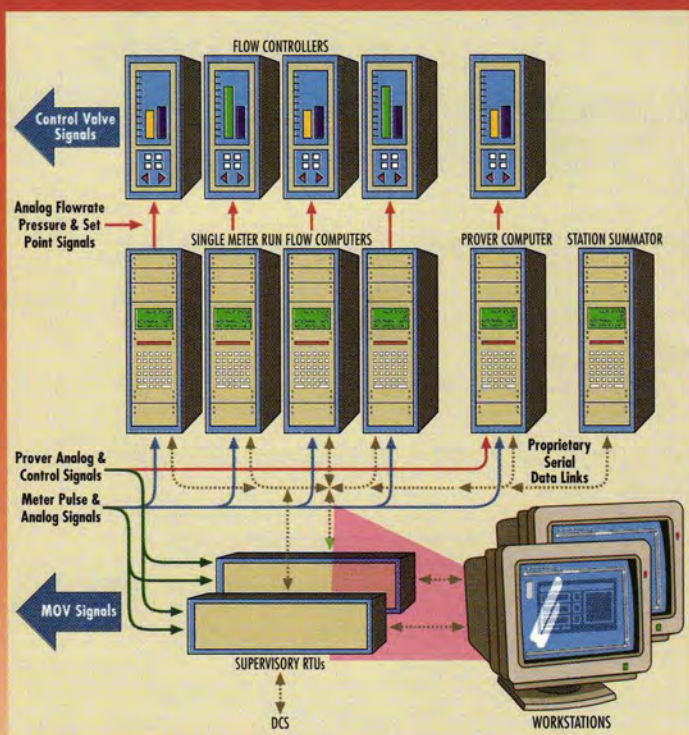 FLOW CONTROLLERS
Control Valve
Signals
Analog Flowrate
Pressure & Set
Point Signals
SINGLE METER RUN FLOW COMPUTERS
PROVER COMPUTER
STATION SUMMATOR
Prover Analog &
Control Signals
Proprietary
Serial
Data Links
Meter Pulse &
Analog Signals
MOV Signals
SUPERVISORY RTUs
DCS
WORKSTATIONS